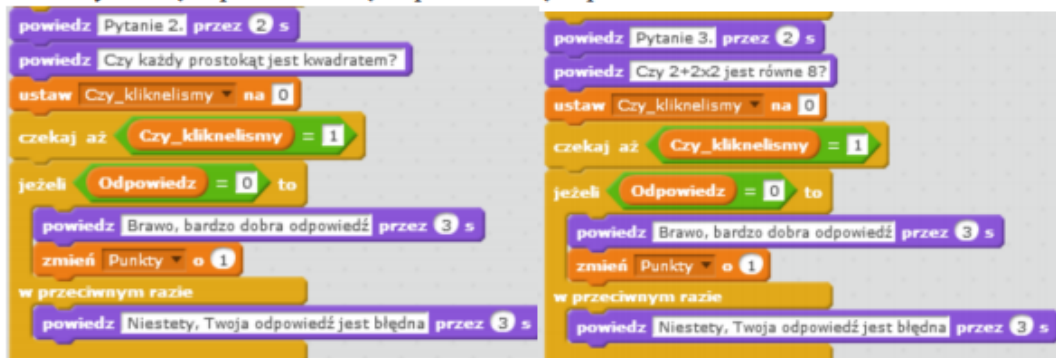 powiedz Pytanie 2. przez 2 s
powiedz Czy każdy prostokąt jest kwadratem?
ustaw Czy_kliknelismy na 0
czekaj aż Czy_kliknelismy = 1
jeżeli Odpowiedz = 0 to
powiedz Brawo, bardzo dobra odpowiedź przez 3 s
zmień Punkty o 1
w przeciwnym razie
powiedz Niestety, Twoja odpowiedź jest błędna przez 3 s
powiedz Pytanie 3. przez 2 s
powiedz Czy 2+2x2 jest równe 8?
ustaw Czy_kliknelismy na 0
czekaj aż Czy_kliknelismy = 1
jeżeli Odpowiedz = 0 to
powiedz Brawo, bardzo dobra odpowiedź przez 3 s
zmień Punkty o 1
w przeciwnym razie
powiedz Niestety, Twoja odpowiedź jest błędna przez 3 s